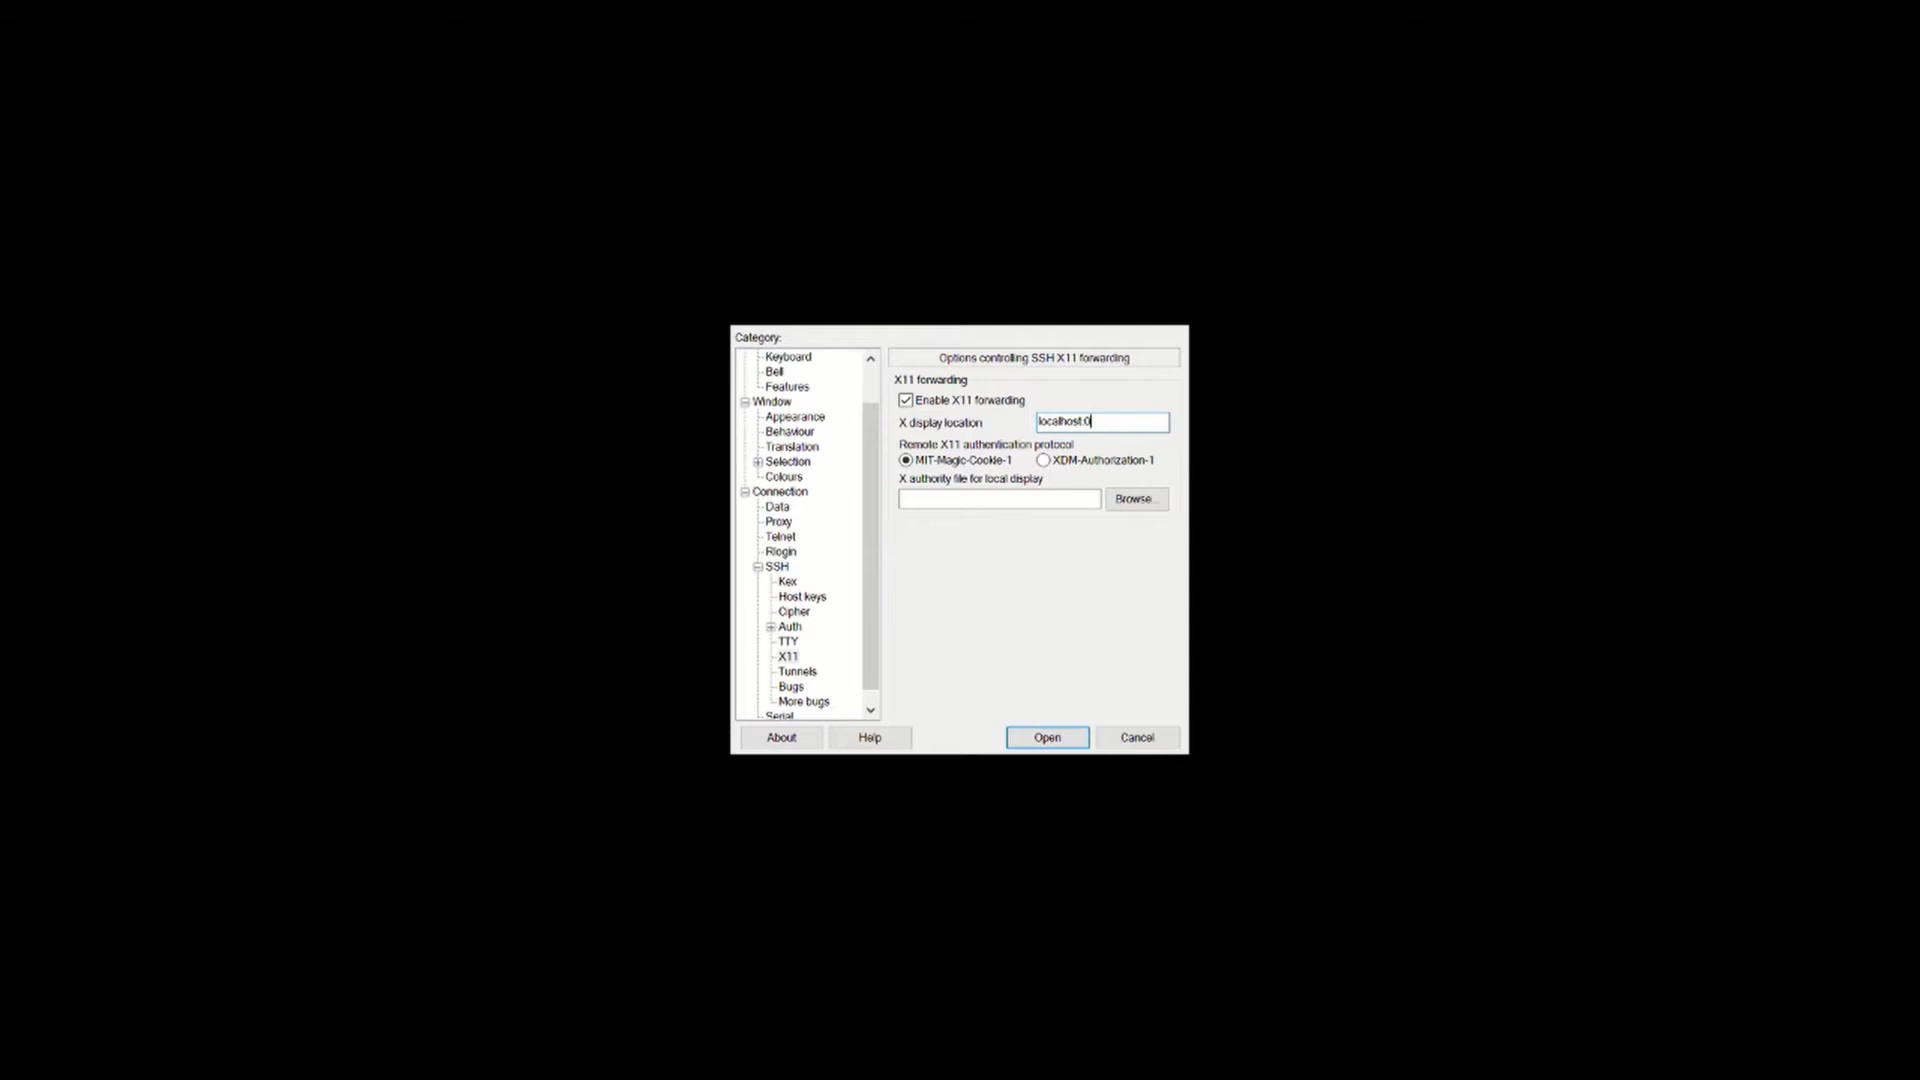 Category:
Keyboard
Bell
Features
Window
Appearance
Behaviour
Translation
Selection
Colours
Connection
Data
Proxy
Telnet
Rlogin
SSH
Kex
Host keys
Cipher
Auth
TTY
X11
Tunnels
Bugs
More bugs
Serial
Options controlling SSH X11 forwarding
X11 forwarding
Enable X11 forwarding
X display location
localhost:0
Remote X11 authentication protocol
MIT-Magic-Cookie-1 XDM-Authorization-1
X authority file for local display
Browse...
About Help Open Cancel